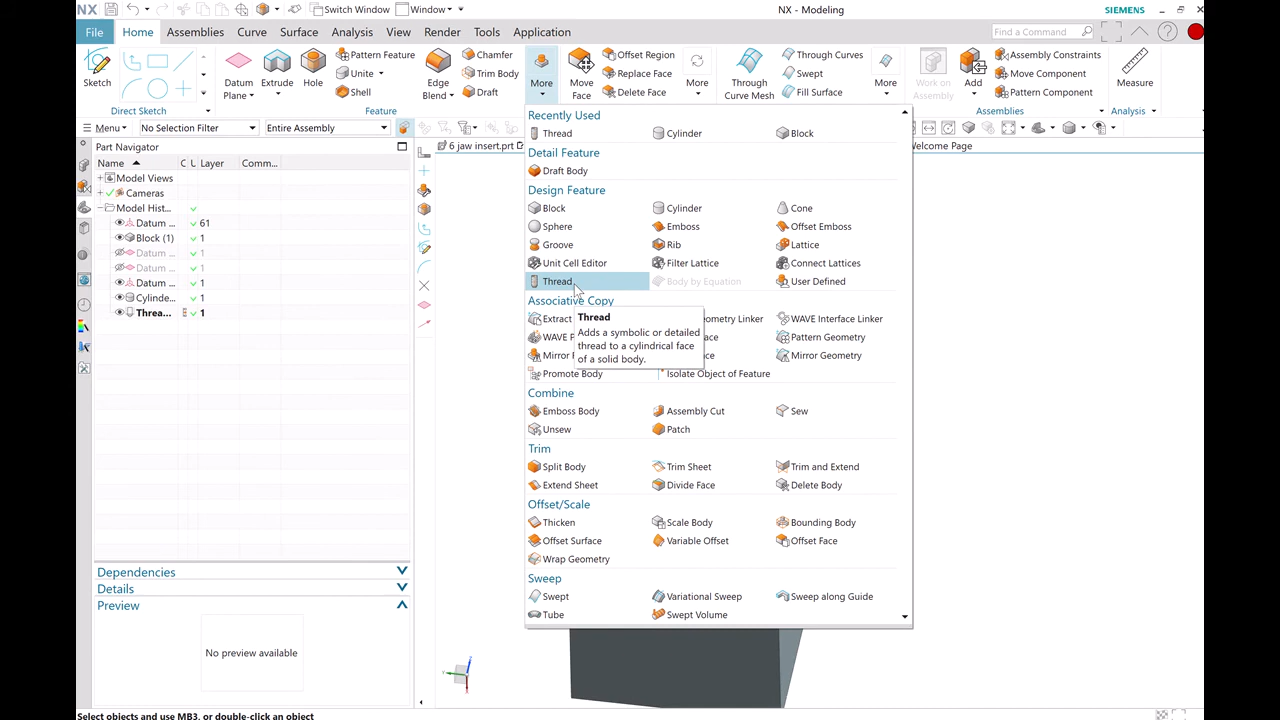 NX
Switch Window
Window
NX - Modeling
SIEMENS
File
Home
Assemblies
Curve
Surface
Analysis
View
Render
Tools
Application
Find a Command
Sketch
Direct Sketch
Datum
Plane
Extrude
Hole
Pattern Feature
Unite
Shell
Edge
Blend
Chamfer
Trim Body
Draft
Feature
More
Move
Face
Offset Region
Replace Face
Delete Face
More
Through
Curve Mesh
Through Curves
Swept
Fill Surface
More
Work on
Assembly
Add
Assembly Constraints
Move Component
Pattern Component
Assemblies
Measure
Analysis
Menu
No Selection Filter
Entire Assembly
Part Navigator
6 jaw insert.prt
elcome Page
Name
C
U
Layer
Comm...
Model Views
Cameras
Model Hist...
Datum ...
61
Block (1)
1
Datum ...
1
Datum ...
1
Datum ...
1
Cylinde...
1
Threa...
1
Dependencies
Details
Preview
No preview available
Recently Used
Thread
Cylinder
Block
Detail Feature
Draft Body
Design Feature
Block
Cylinder
Cone
Sphere
Emboss
Offset Emboss
Groove
Rib
Lattice
Unit Cell Editor
Filter Lattice
Connect Lattices
Thread
Body by Equation
User Defined
Associative Copy
Extract
ometry Linker
WAVE Interface Linker
WAVE P
ce
Pattern Geometry
Mirror F
ace
Mirror Geometry
Promote Body
Isolate Object of Feature
Thread
Adds a symbolic or detailed
thread to a cylindrical face
of a solid body.
Combine
Emboss Body
Assembly Cut
Sew
Unsew
Patch
Trim
Split Body
Trim Sheet
Trim and Extend
Extend Sheet
Divide Face
Delete Body
Offset/Scale
Thicken
Scale Body
Bounding Body
Offset Surface
Variable Offset
Offset Face
Wrap Geometry
Sweep
Swept
Variational Sweep
Sweep along Guide
Tube
Swept Volume
Select objects and use MB3, or double-click an object